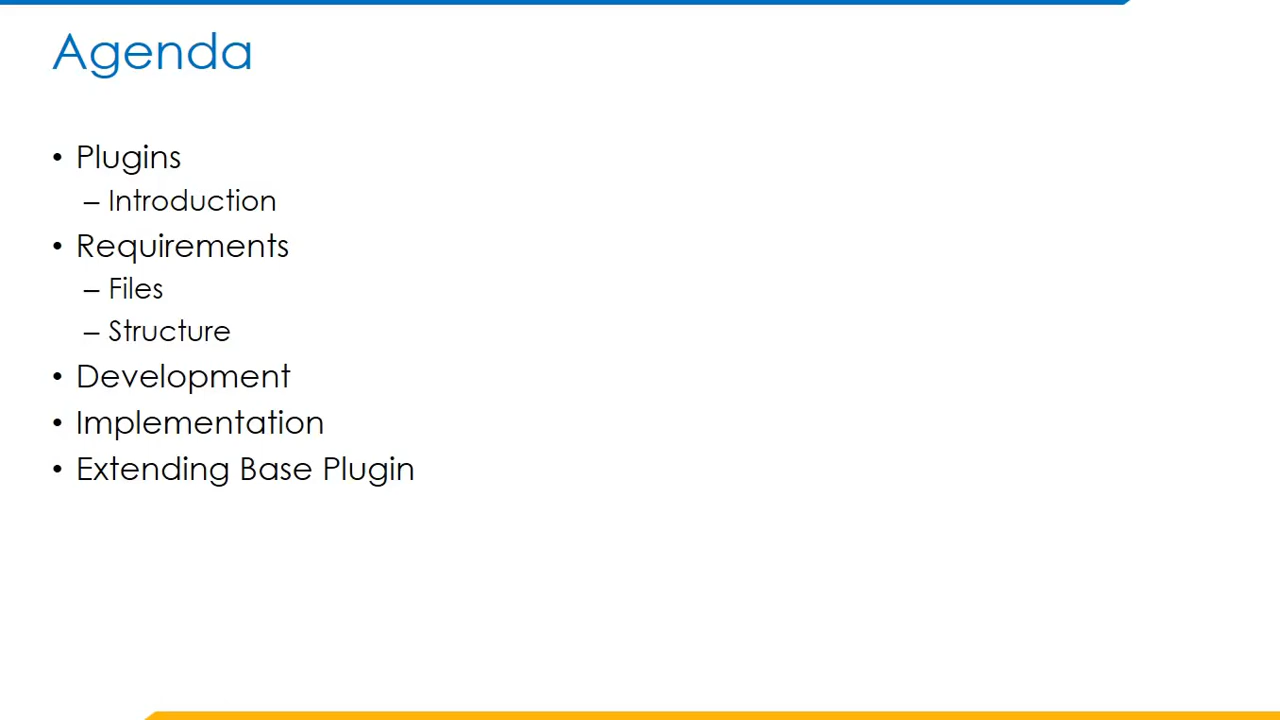 Agenda
• Plugins
– Introduction
• Requirements
– Files
– Structure
• Development
• Implementation
• Extending Base Plugin